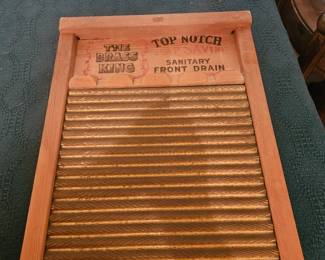 THE
BRASS
KING
TOP NOTCH
SANITARY
FRONT DRAIN